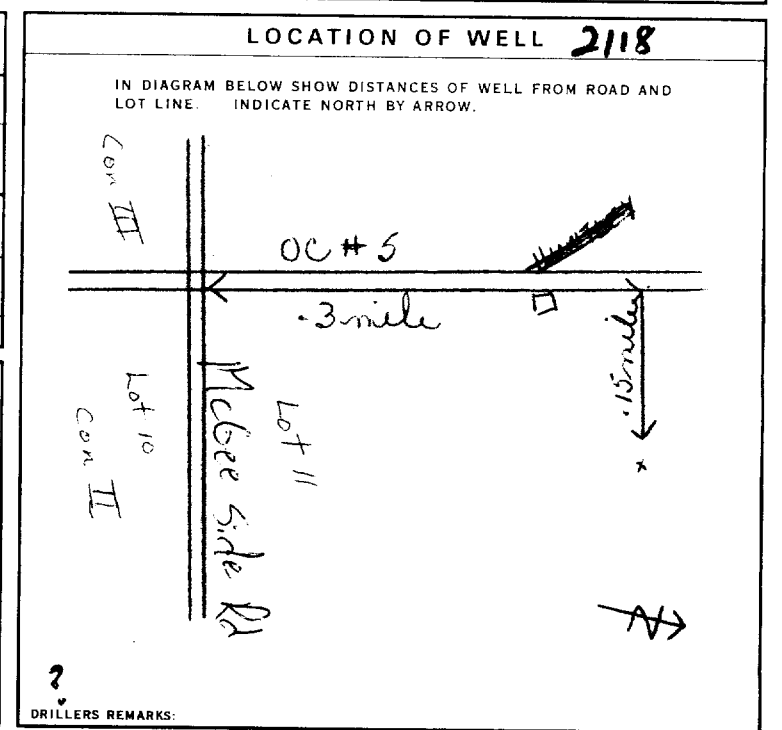 LOCATION OF WELL 2118
IN DIAGRAM BELOW SHOW DISTANCES OF WELL FROM ROAD AND
LOT LINE. INDICATE NORTH BY ARROW.
Con III
OC # 5
.3 mile
.15 miles
Lot 10
Con II
McGee Side Rd
Lot 11
x
N
?
DRILLERS REMARKS: